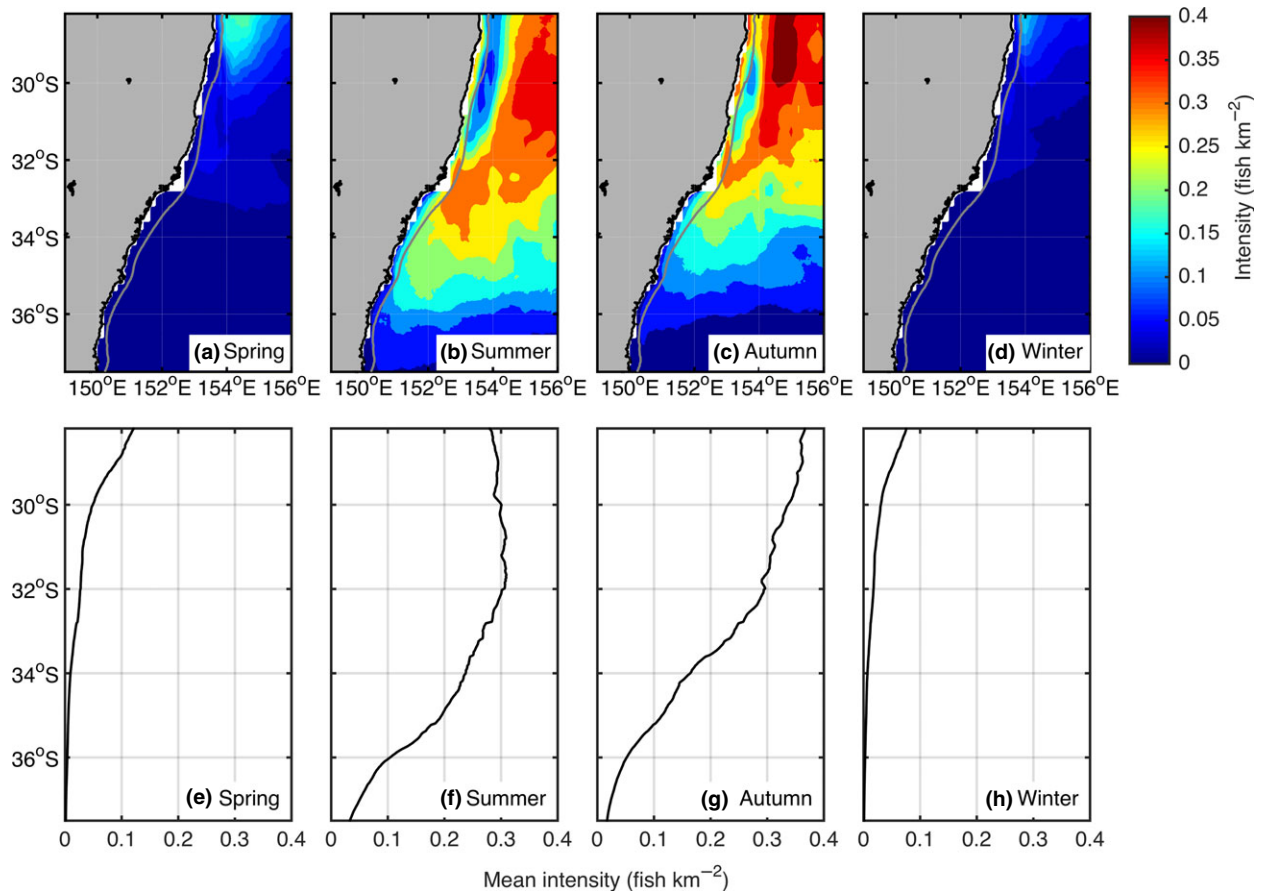 30°S
32°S
34°S
36°S
(a) Spring
(b) Summer
(c) Autumn
(d) Winter
150°E 152°E 154°E 156°E
150°E 152°E 154°E 156°E
150°E 152°E 154°E 156°E
150°E 152°E 154°E 156°E
0.4
0.35
0.3
0.25
0.2
0.15
0.1
0.05
0
Intensity (fish km⁻²)
30°S
32°S
34°S
36°S
(e) Spring
(f) Summer
(g) Autumn
(h) Winter
0 0.1 0.2 0.3 0.4
0 0.1 0.2 0.3 0.4
0 0.1 0.2 0.3 0.4
0 0.1 0.2 0.3 0.4
Mean intensity (fish km⁻²)